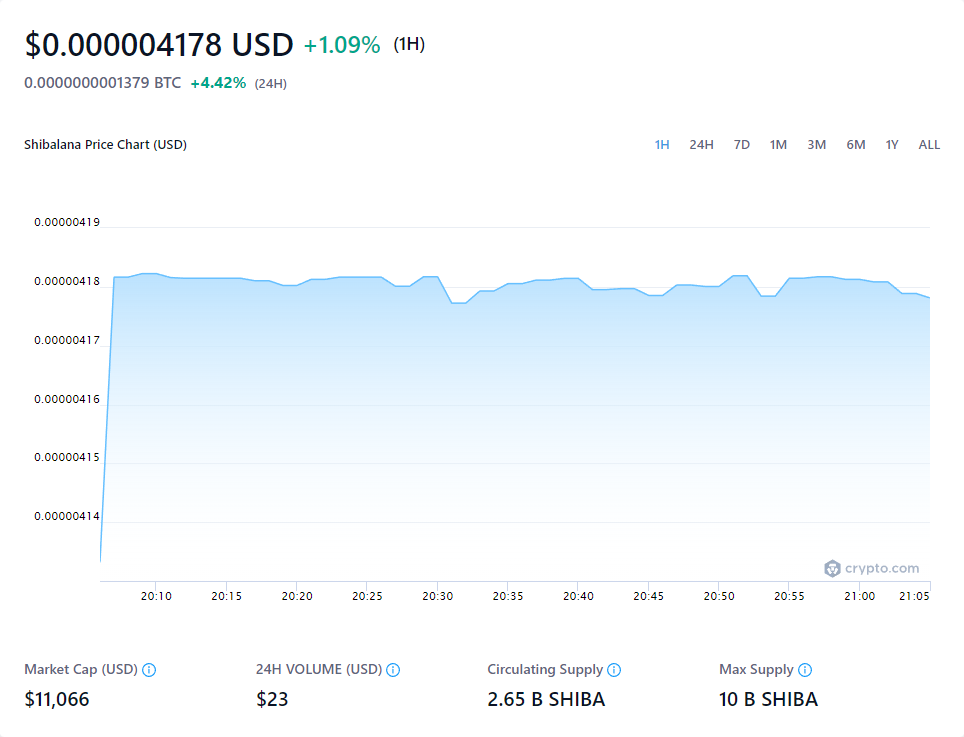 $0.000004178 USD +1.09% (1H)
0.0000000001379 BTC +4.42% (24H)
Shibalana Price Chart (USD) 1H 24H 7D 1M 3M 6M 1Y ALL
0.00000419
0.00000418
0.00000417
0.00000416
0.00000415
0.00000414
crypto.com
20:10 20:15 20:20 20:25 20:30 20:35 20:40 20:45 20:50 20:55 21:00 21:05
Market Cap (USD) 24H VOLUME (USD) Circulating Supply Max Supply
$11,066 $23 2.65 B SHIBA 10 B SHIBA